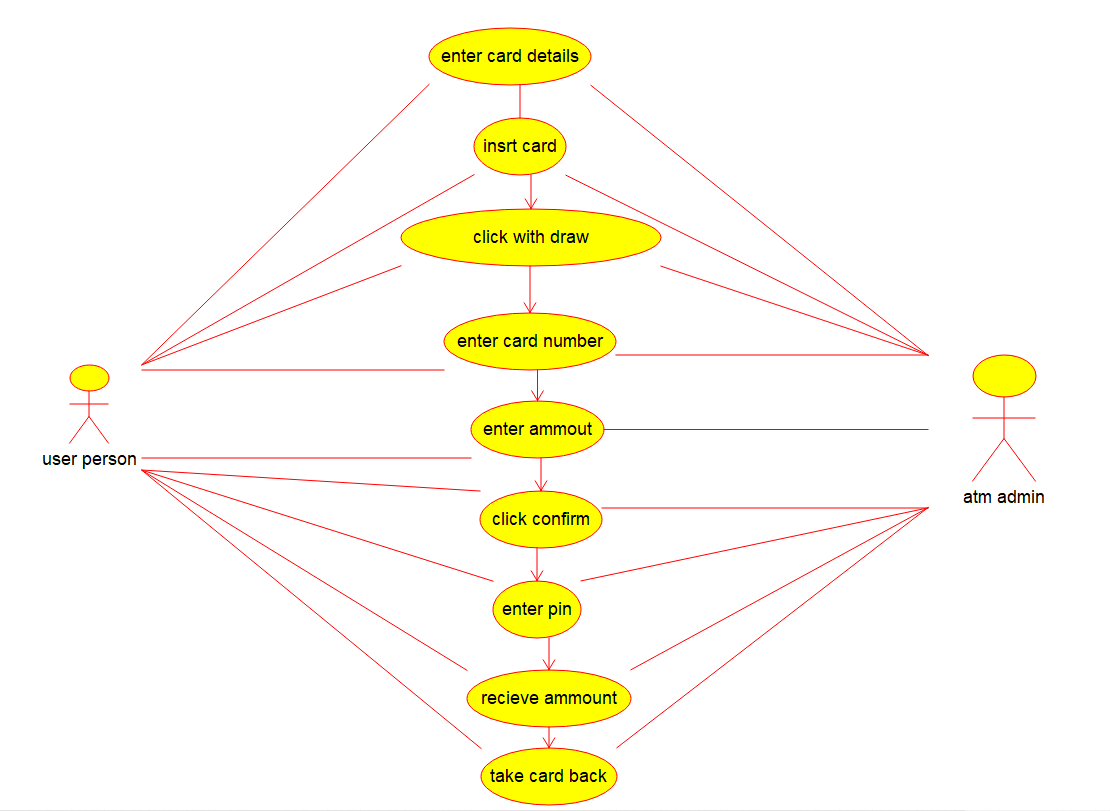 enter card details
insrt card
click with draw
enter card number
enter ammout
user person
atm admin
click confirm
enter pin
recieve ammount
take card back